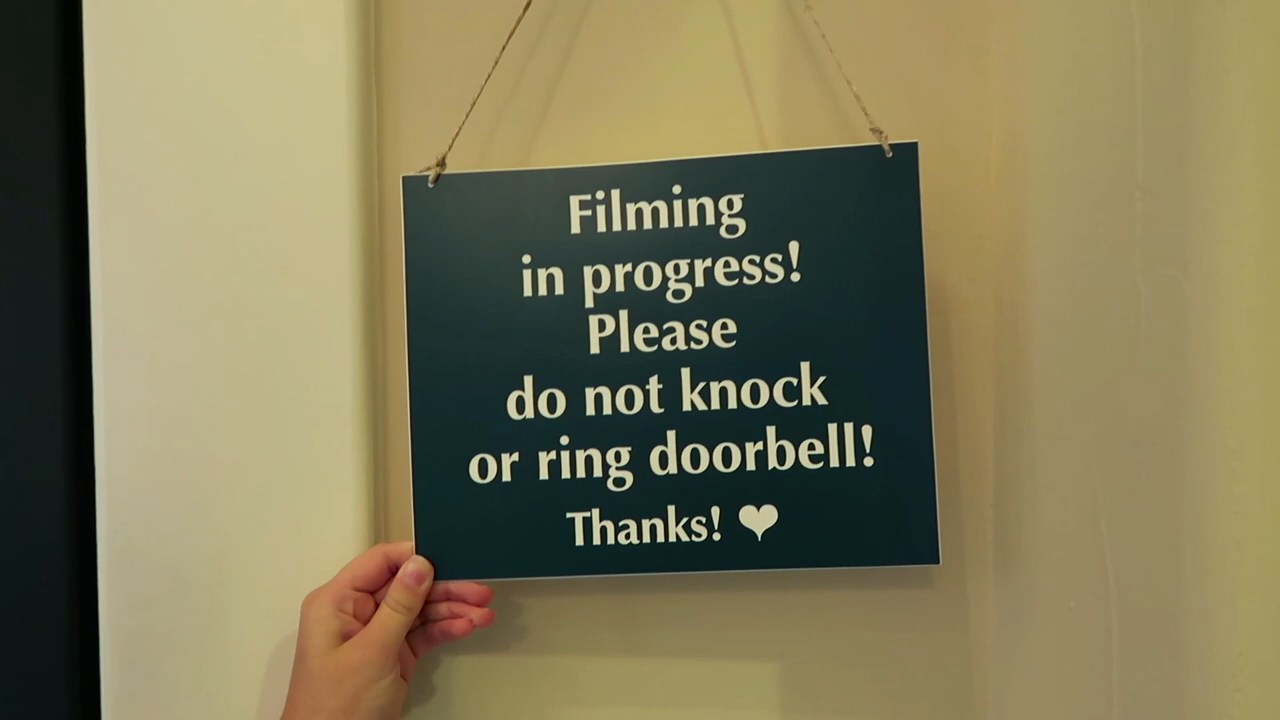 Filming
in progress!
Please
do not knock
or ring doorbell!
Thanks! ♥